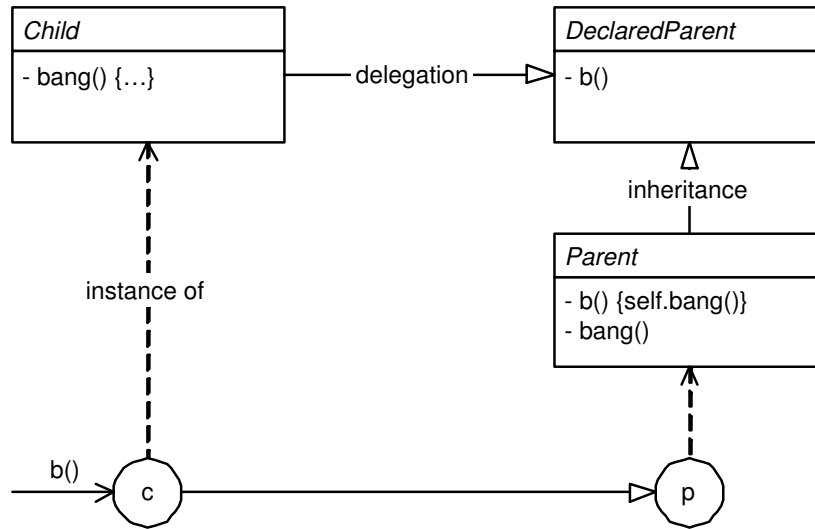 Child
- bang() {…}
delegation
DeclaredParent
- b()
inheritance
Parent
- b() {self.bang()}
- bang()
instance of
b()
c
p